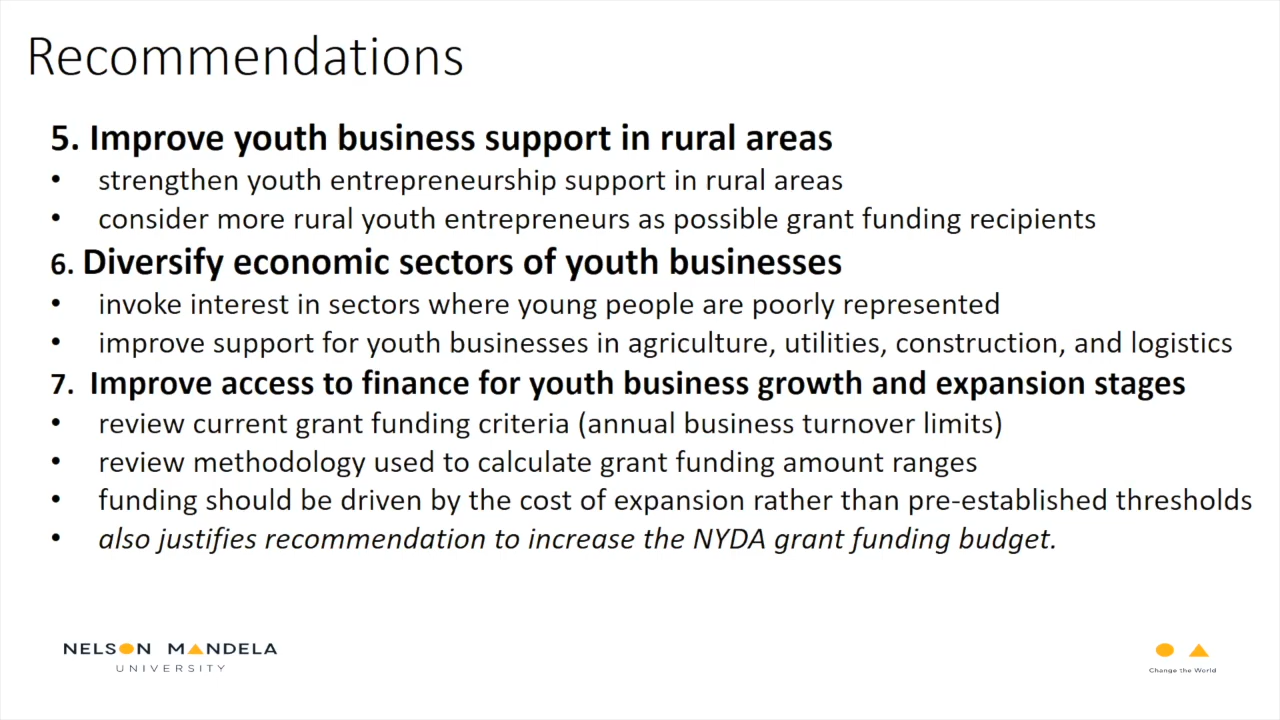 Recommendations
5. Improve youth business support in rural areas
• strengthen youth entrepreneurship support in rural areas
• consider more rural youth entrepreneurs as possible grant funding recipients
6. Diversify economic sectors of youth businesses
• invoke interest in sectors where young people are poorly represented
• improve support for youth businesses in agriculture, utilities, construction, and logistics
7. Improve access to finance for youth business growth and expansion stages
• review current grant funding criteria (annual business turnover limits)
• review methodology used to calculate grant funding amount ranges
• funding should be driven by the cost of expansion rather than pre-established thresholds
• also justifies recommendation to increase the NYDA grant funding budget.
NELSON MANDELA
UNIVERSITY
Change the World